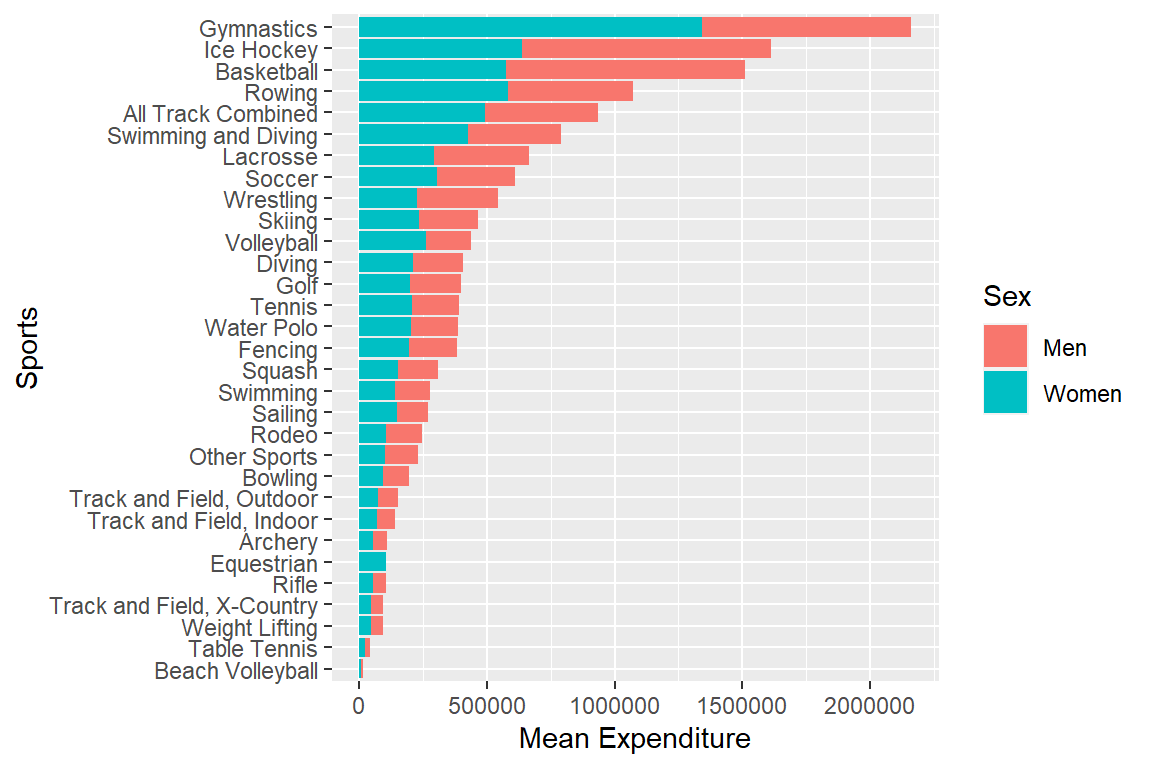 Gymnastics
Ice Hockey
Basketball
Rowing
All Track Combined
Swimming and Diving
Lacrosse
Soccer
Wrestling
Skiing
Volleyball
Diving
Golf
Tennis
Water Polo
Fencing
Squash
Swimming
Sailing
Rodeo
Other Sports
Bowling
Track and Field, Outdoor
Track and Field, Indoor
Archery
Equestrian
Rifle
Track and Field, X-Country
Weight Lifting
Table Tennis
Beach Volleyball
Sports
0 500000 1000000 1500000 2000000
Mean Expenditure
Sex
Men
Women